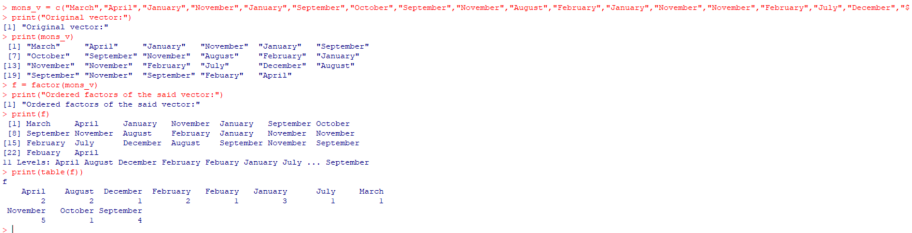 > mons_v = c("March","April","January","November","January","September","October","September","November","August","February","January","November","November","February","July","December","
> print("Original vector:")
[1] "Original vector:"
> print(mons_v)
[1] "March" "April" "January" "November" "January" "September"
[7] "October" "September" "November" "August" "February" "January"
[13] "November" "November" "February" "July" "December" "August"
[19] "September" "November" "September" "Febuary" "April"
> f = factor(mons_v)
> print("Ordered factors of the said vector:")
[1] "Ordered factors of the said vector:"
> print(f)
[1] March April January November January September October
[8] September November August February January November November
[15] February July December August September November September
[22] Febuary April
11 Levels: April August December February Febuary January July ... September
> print(table(f))
f
April August December February Febuary January July March
2 2 1 2 1 3 1 1
November October September
5 1 4
>